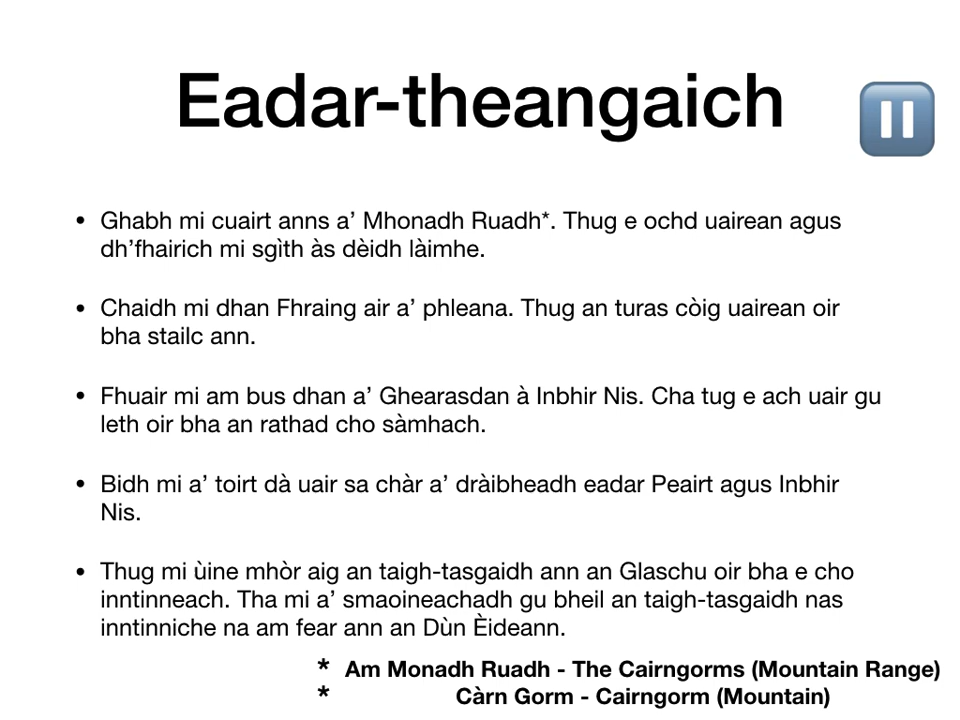 Eadar-theangaich
• Ghabh mi cuairt anns a’ Mhonadh Ruadh*. Thug e ochd uairean agus
dh’fhairich mi sgìth às dèidh làimhe.
• Chaidh mi dhan Fhraing air a’ phleana. Thug an turas còig uairean oir
bha stailc ann.
• Fhuair mi am bus dhan a’ Ghearasdan à Inbhir Nis. Cha tug e ach uair gu
leth oir bha an rathad cho sàmhach.
• Bidh mi a’ toirt dà uair sa chàr a’ dràibheadh eadar Peairt agus Inbhir
Nis.
• Thug mi ùine mhòr aig an taigh-tasgaidh ann an Glaschu oir bha e cho
inntinneach. Tha mi a’ smaoineachadh gu bheil an taigh-tasgaidh nas
inntinniche na am fear ann an Dùn Èideann.
* Am Monadh Ruadh - The Cairngorms (Mountain Range)
* Càrn Gorm - Cairngorm (Mountain)